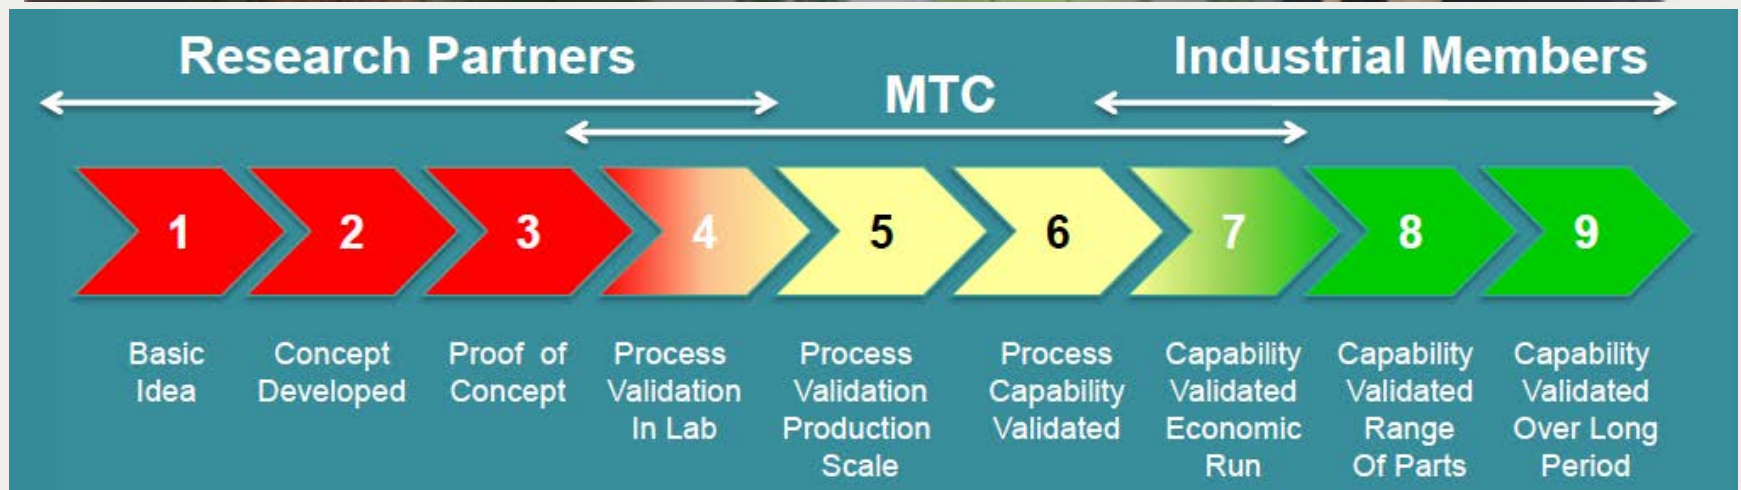 Research Partners
MTC
Industrial Members
1
2
3
4
5
6
7
8
9
Basic
Idea
Concept
Developed
Proof of
Concept
Process
Validation
In Lab
Process
Validation
Production
Scale
Process
Capability
Validated
Capability
Validated
Economic
Run
Capability
Validated
Range
Of Parts
Capability
Validated
Over Long
Period